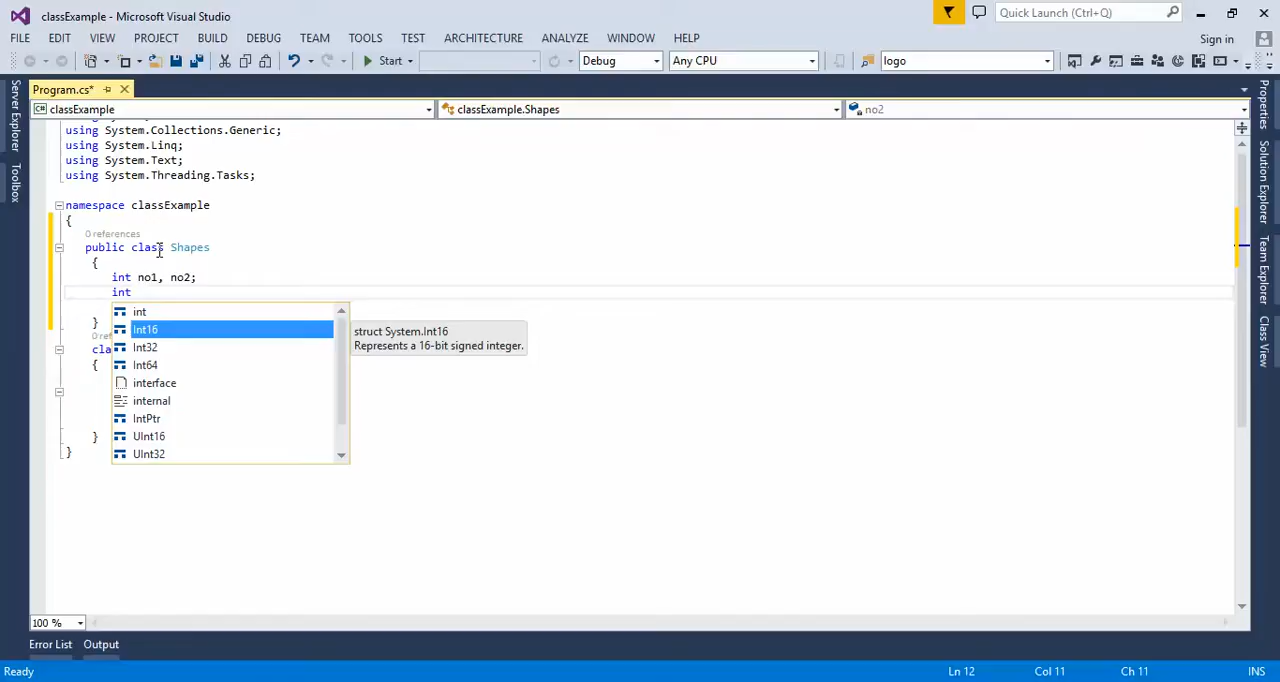 classExample - Microsoft Visual Studio
Quick Launch (Ctrl+Q)
FILE EDIT VIEW PROJECT BUILD DEBUG TEAM TOOLS TEST ARCHITECTURE ANALYZE WINDOW HELP
Sign in
Start Debug Any CPU logo
Program.cs*
classExample classExample.Shapes no2
Server Explorer
Toolbox
Properties
Solution Explorer
Team Explorer
Class View
using System.Collections.Generic;
using System.Linq;
using System.Text;
using System.Threading.Tasks;
namespace classExample
{
0 references
public class Shapes
{
int no1, no2;
int
int
Int16
Int32
Int64
interface
internal
IntPtr
UInt16
UInt32
struct System.Int16
Represents a 16-bit signed integer.
}
0 ref
cla
{
}
}
100 %
Error List Output
Ready Ln 12 Col 11 Ch 11 INS